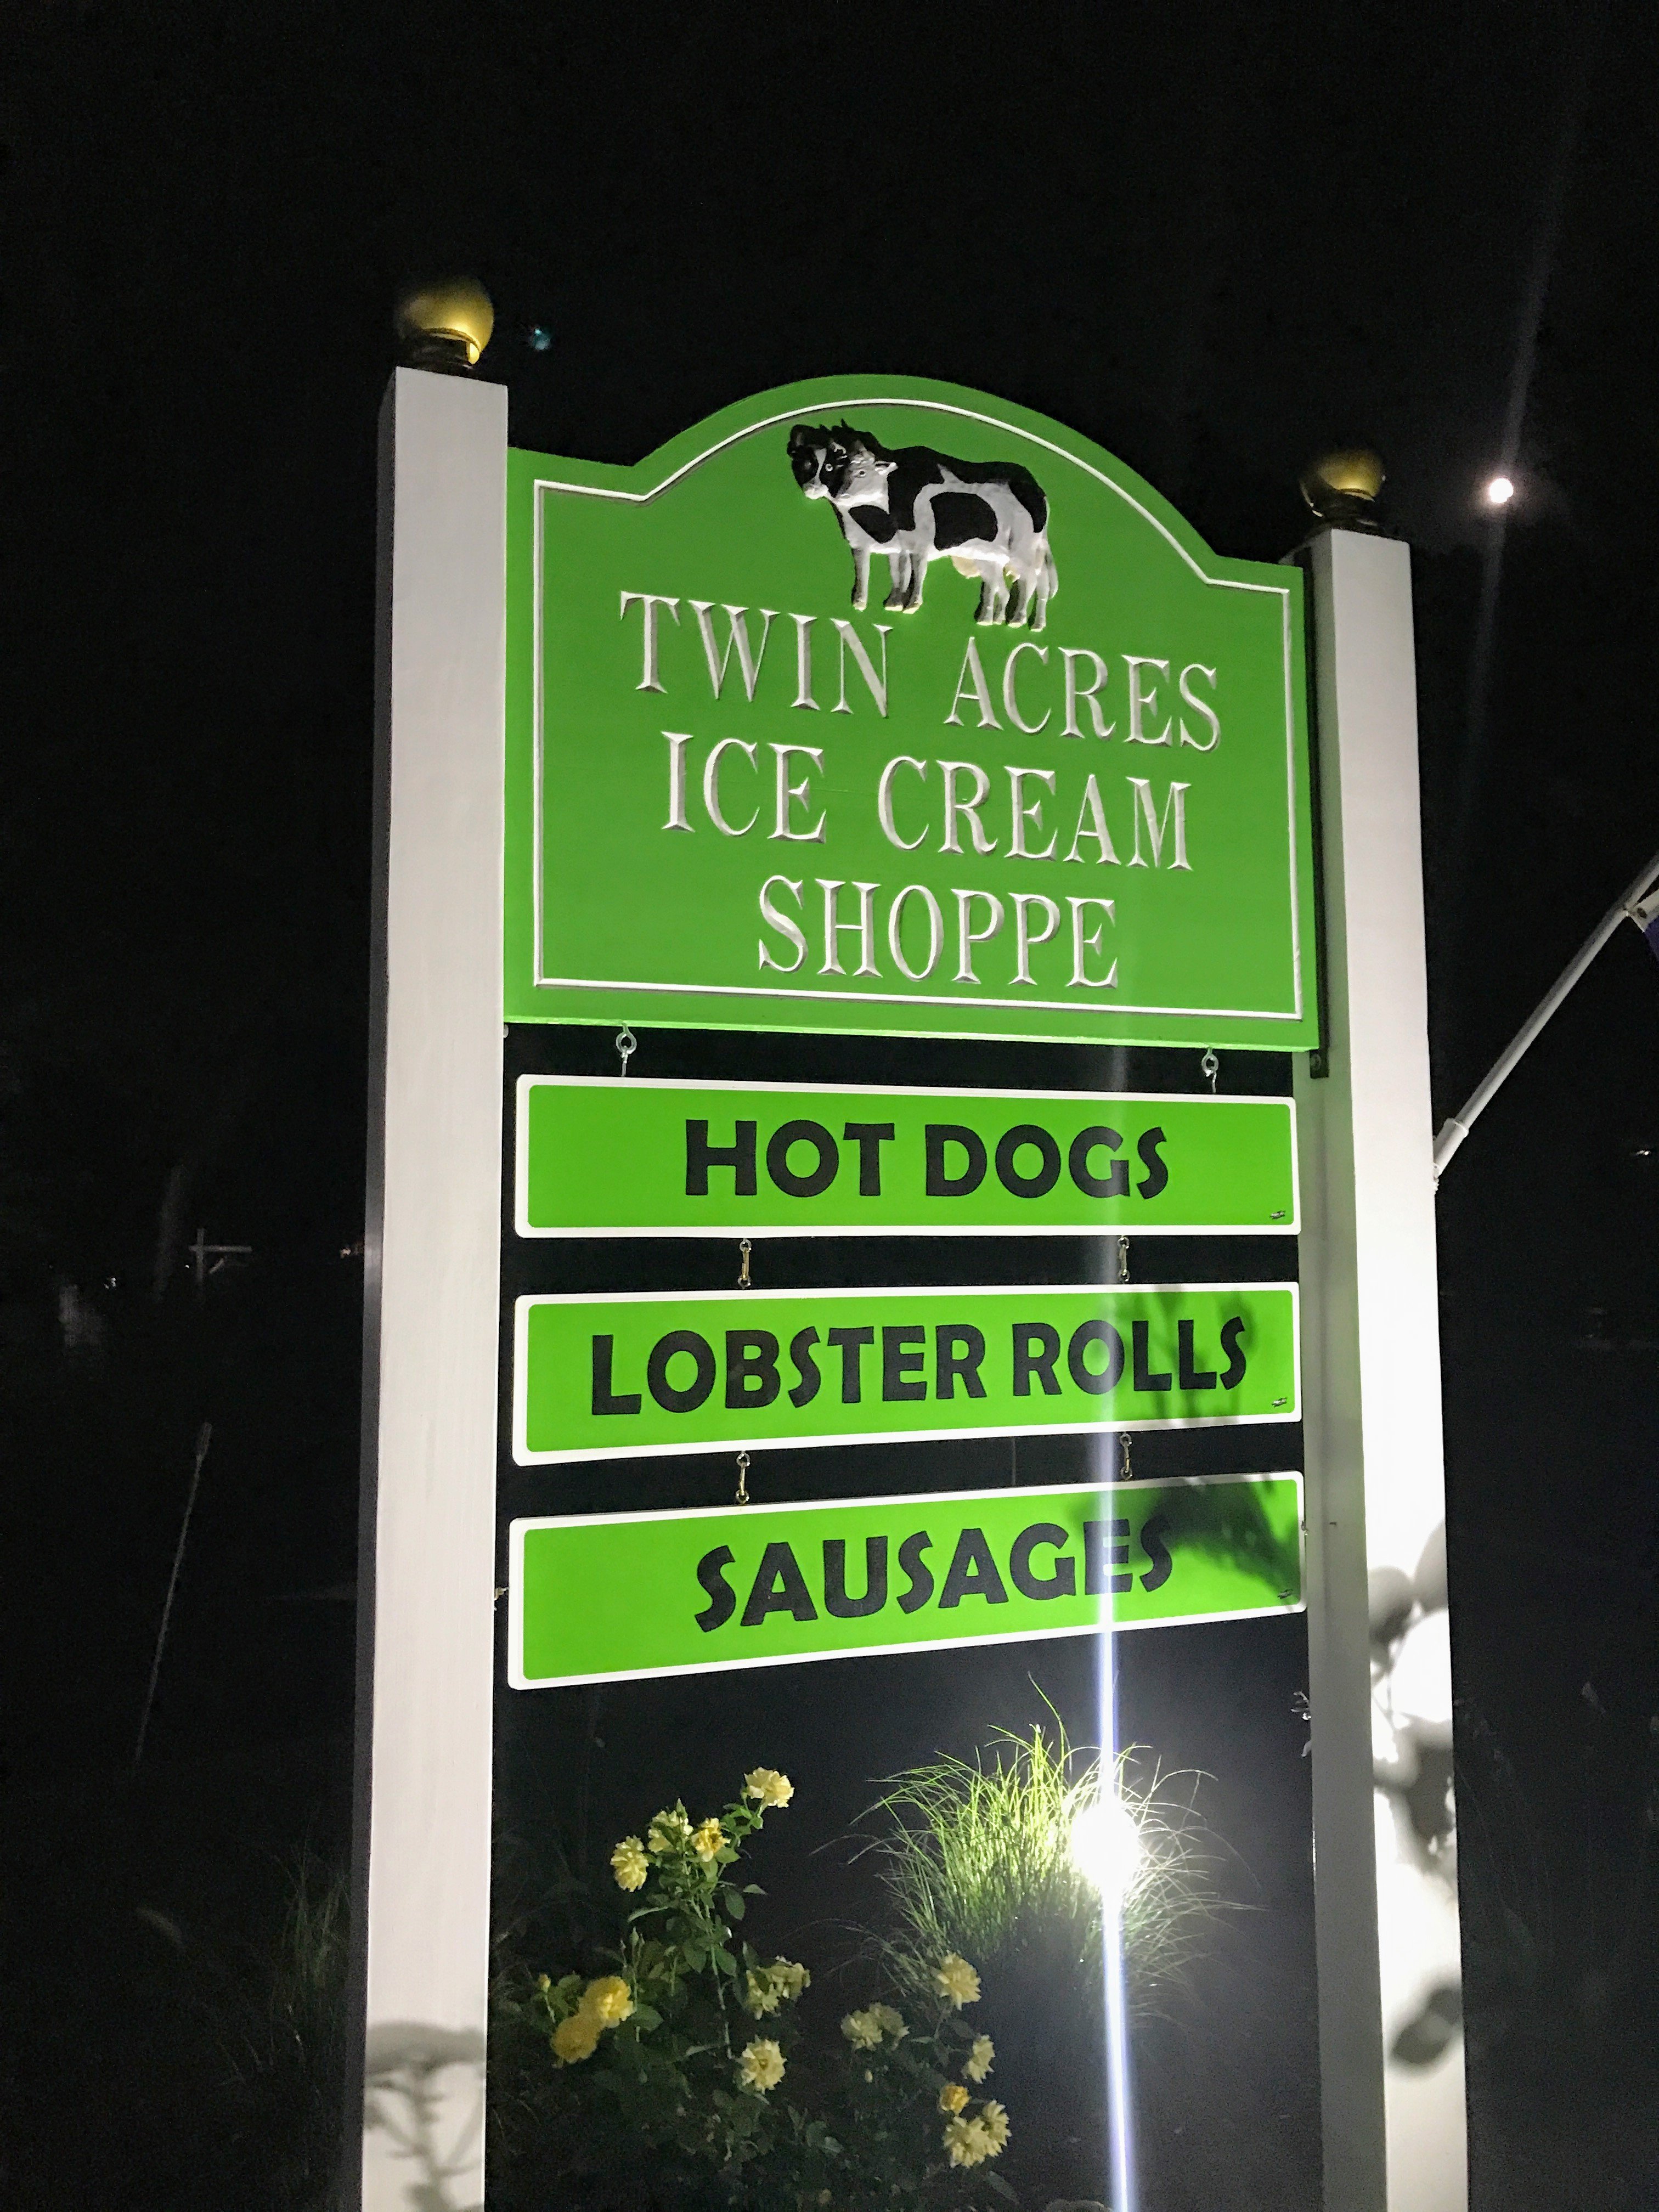 TWIN ACRES
ICE CREAM
SHOPPE
HOT DOGS
LOBSTER ROLLS
SAUSAGES